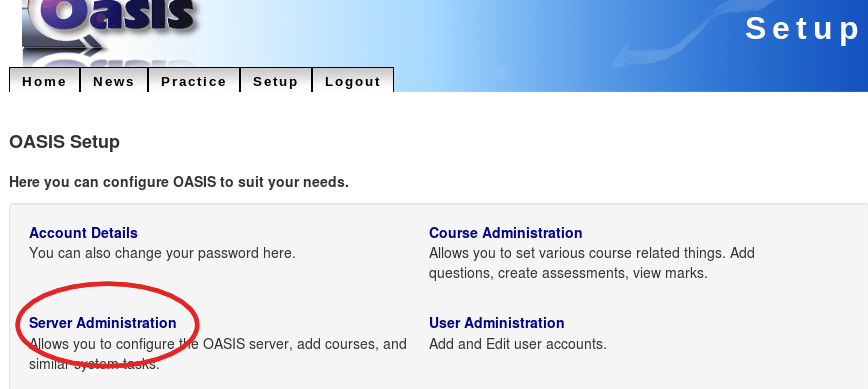 Oasis
Setup
Home News Practice Setup Logout
OASIS Setup
Here you can configure OASIS to suit your needs.
Account Details
You can also change your password here.
Course Administration
Allows you to set various course related things. Add
questions, create assessments, view marks.
Server Administration
Allows you to configure the OASIS server, add courses, and
similar system tasks.
User Administration
Add and Edit user accounts.